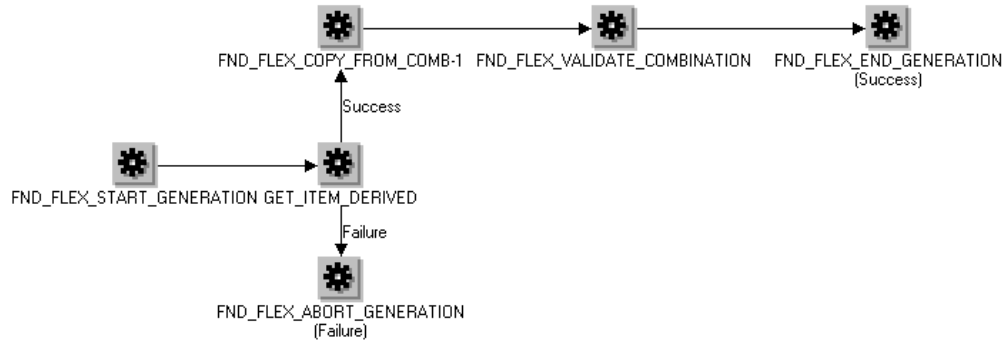 FND_FLEX_COPY_FROM_COMB-1 FND_FLEX_VALIDATE_COMBINATION FND_FLEX_END_GENERATION
(Success)
Success
FND_FLEX_START_GENERATION GET_ITEM_DERIVED
Failure
FND_FLEX_ABORT_GENERATION
(Failure)